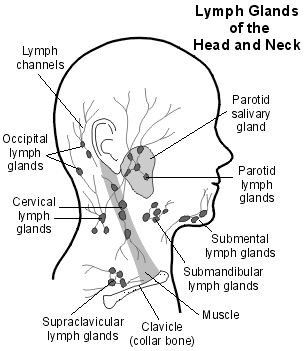 Lymph Glands
of the
Head and Neck
Lymph
channels
Parotid
salivary
gland
Occipital
lymph
glands
Parotid
lymph
glands
Cervical
lymph
glands
Submental
lymph glands
Submandibular
lymph glands
Muscle
Supraclavicular
lymph glands
Clavicle
(collar bone)